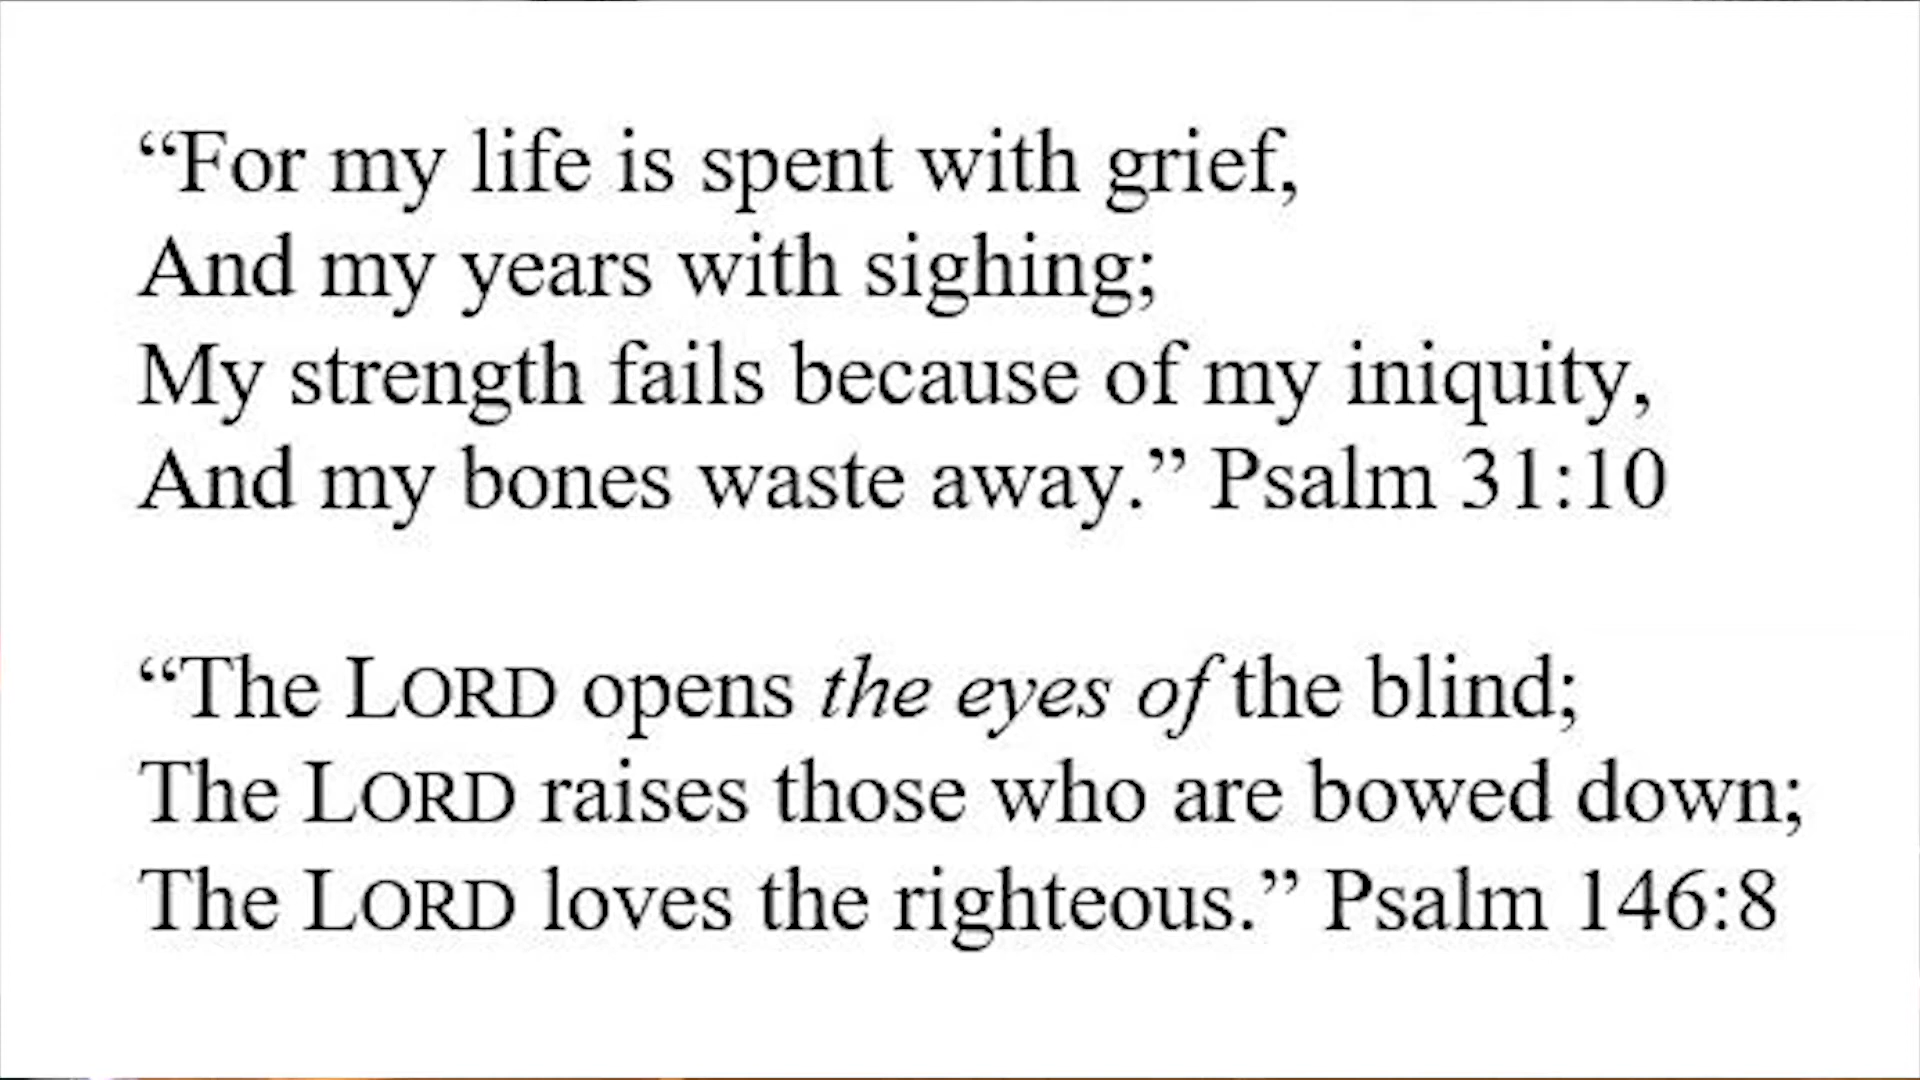 “For my life is spent with grief,
And my years with sighing;
My strength fails because of my iniquity,
And my bones waste away.” Psalm 31:10
“The LORD opens the eyes of the blind;
The LORD raises those who are bowed down;
The LORD loves the righteous.” Psalm 146:8